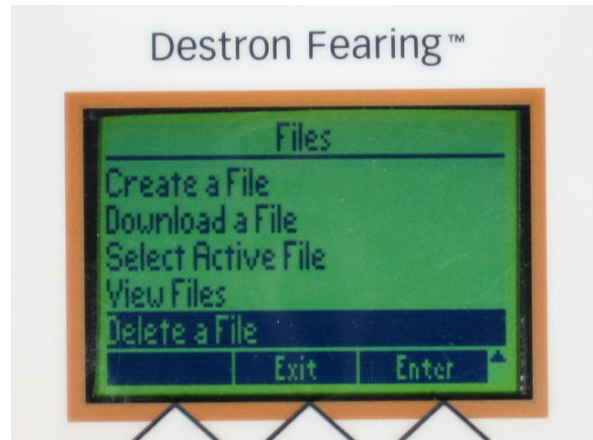 Destron Fearing™
Files
Create a File
Download a File
Select Active File
View Files
Delete a File
Exit Enter